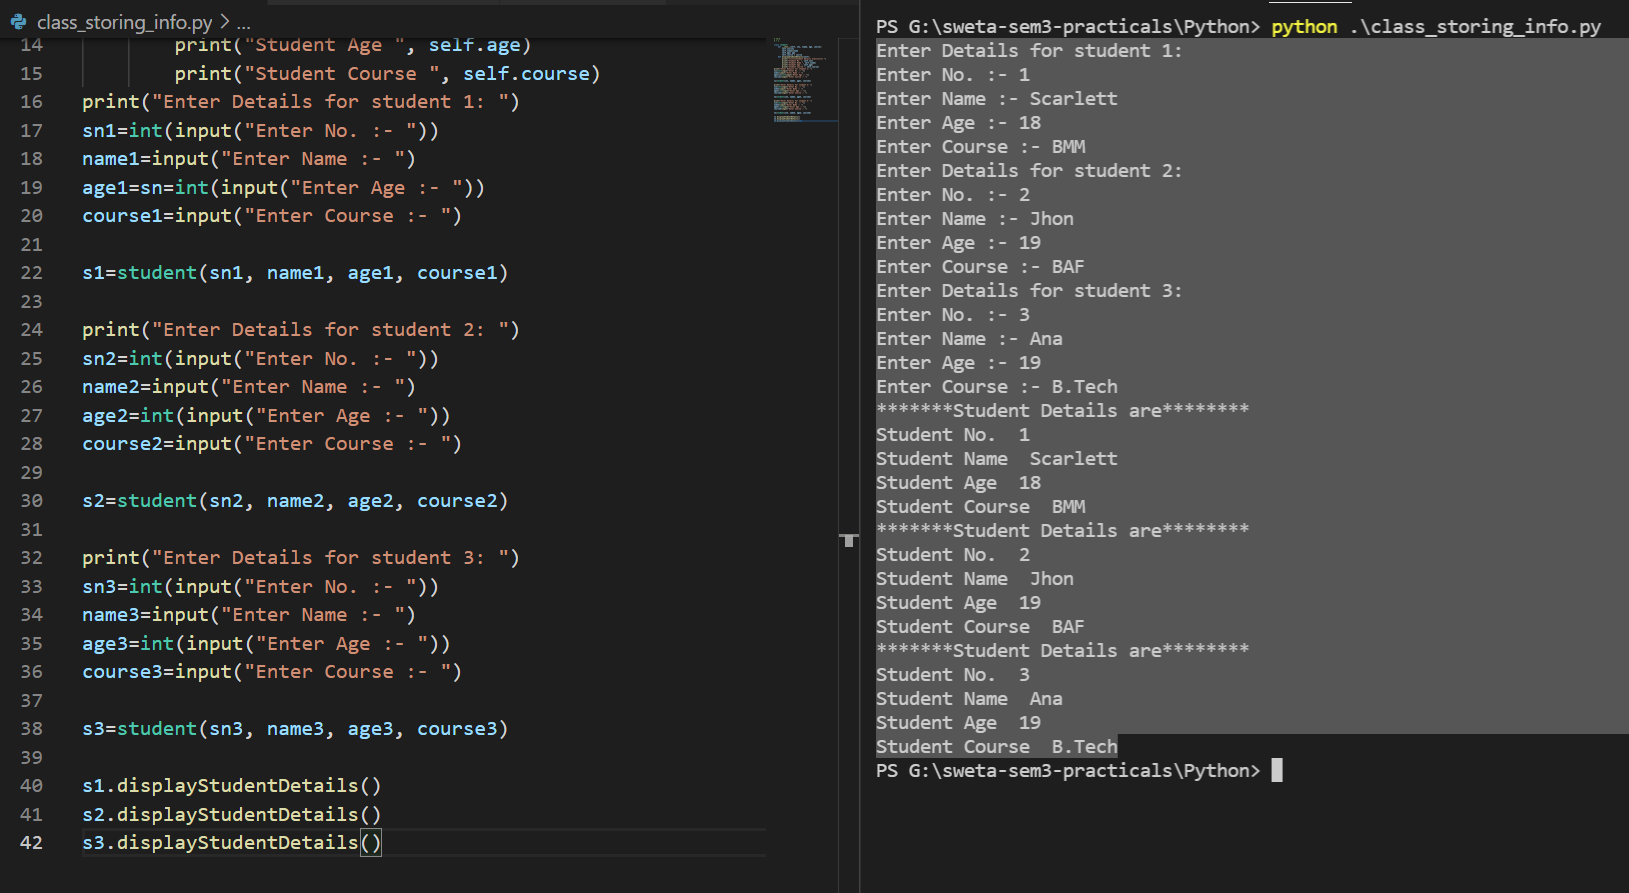 class_storing_info.py > ...
14 print("Student Age ", self.age)
15 print("Student Course ", self.course)
16 print("Enter Details for student 1: ")
17 sn1=int(input("Enter No. :- "))
18 name1=input("Enter Name :- ")
19 age1=sn=int(input("Enter Age :- "))
20 course1=input("Enter Course :- ")
21
22 s1=student(sn1, name1, age1, course1)
23
24 print("Enter Details for student 2: ")
25 sn2=int(input("Enter No. :- "))
26 name2=input("Enter Name :- ")
27 age2=int(input("Enter Age :- "))
28 course2=input("Enter Course :- ")
29
30 s2=student(sn2, name2, age2, course2)
31
32 print("Enter Details for student 3: ")
33 sn3=int(input("Enter No. :- "))
34 name3=input("Enter Name :- ")
35 age3=int(input("Enter Age :- "))
36 course3=input("Enter Course :- ")
37
38 s3=student(sn3, name3, age3, course3)
39
40 s1.displayStudentDetails()
41 s2.displayStudentDetails()
42 s3.displayStudentDetails()
PS G:\sweta-sem3-practicals\Python> python .\class_storing_info.py
Enter Details for student 1:
Enter No. :- 1
Enter Name :- Scarlett
Enter Age :- 18
Enter Course :- BMM
Enter Details for student 2:
Enter No. :- 2
Enter Name :- Jhon
Enter Age :- 19
Enter Course :- BAF
Enter Details for student 3:
Enter No. :- 3
Enter Name :- Ana
Enter Age :- 19
Enter Course :- B.Tech
*******Student Details are********
Student No.  1
Student Name  Scarlett
Student Age  18
Student Course  BMM
*******Student Details are********
Student No.  2
Student Name  Jhon
Student Age  19
Student Course  BAF
*******Student Details are********
Student No.  3
Student Name  Ana
Student Age  19
Student Course  B.Tech
PS G:\sweta-sem3-practicals\Python>